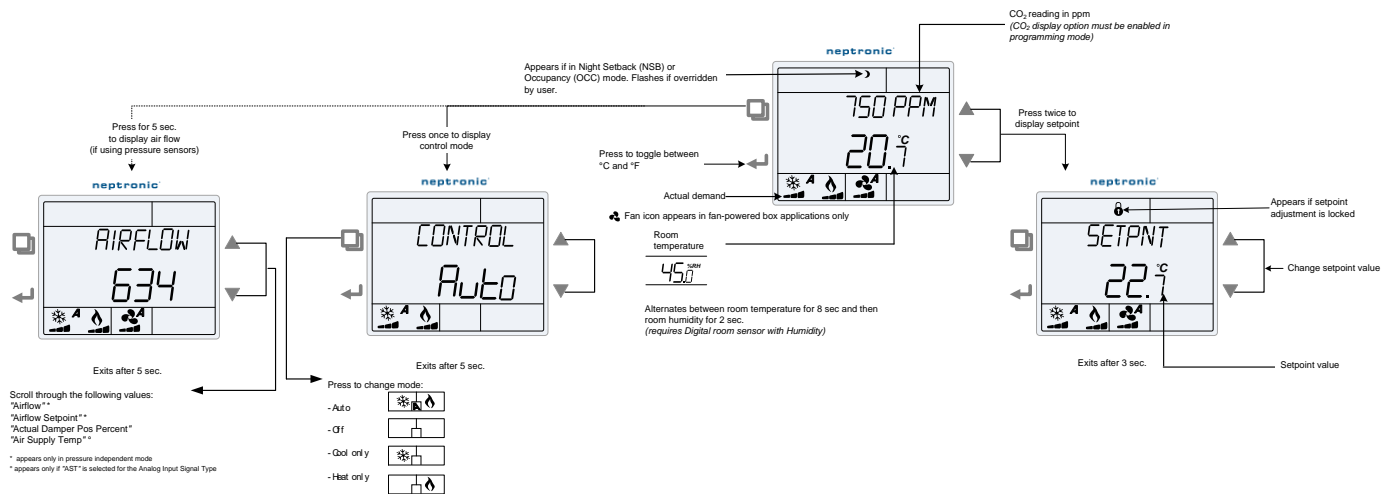 CO₂ reading in ppm
(CO₂ display option must be enabled in
programming mode)
neptronic
Appears if in Night Setback (NSB) or
Occupancy (OCC) mode. Flashes if overridden
by user.
750 PPM
20.7 °C
A
A
Press for 5 sec.
to display air flow
(if using pressure sensors)
Press once to display
control mode
Press to toggle between
°C and °F
Actual demand
Press twice to
display setpoint
Fan icon appears in fan-powered box applications only
Room
temperature
45.0 %RH
Alternates between room temperature for 8 sec and then
room humidity for 2 sec.
(requires Digital room sensor with Humidity)
neptronic
AIRFLOW
634
A
A
Exits after 5 sec.
Scroll through the following values:
"Airflow"*
"Airflow Setpoint"*
"Actual Damper Pos Percent"
"Air Supply Temp"°
* appears only in pressure independent mode
° appears only if "AST" is selected for the Analog Input Signal Type
neptronic
CONTROL
Auto
A
Exits after 5 sec.
Press to change mode:
- Auto
A
- Off
- Cool only
- Heat only
neptronic
SETPNT
22.7 °C
A
A
Exits after 3 sec.
Appears if setpoint
adjustment is locked
Change setpoint value
Setpoint value